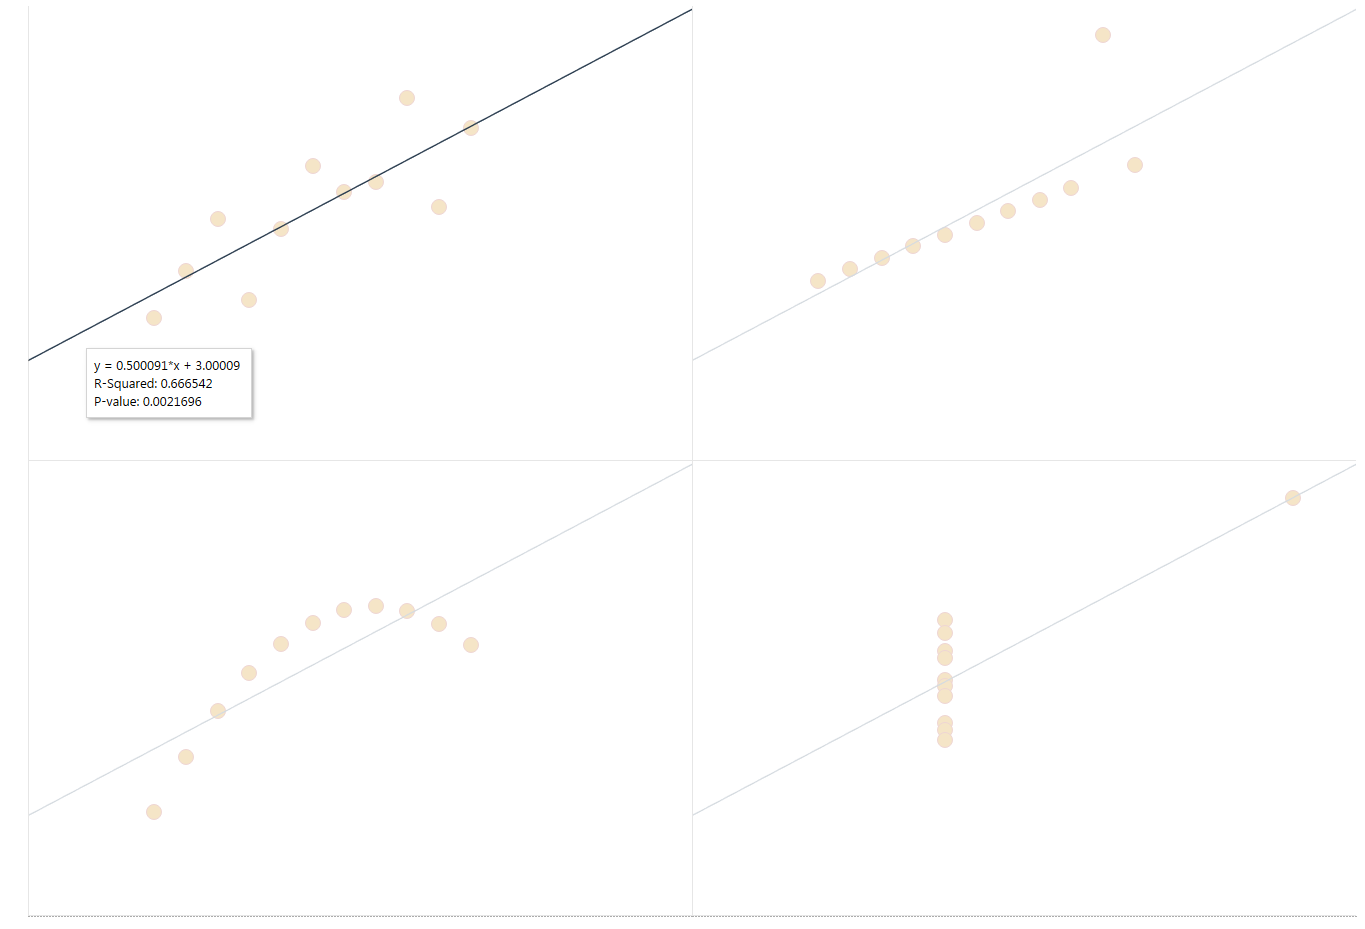 y = 0.500091*x + 3.00009
R-Squared: 0.666542
P-value: 0.0021696